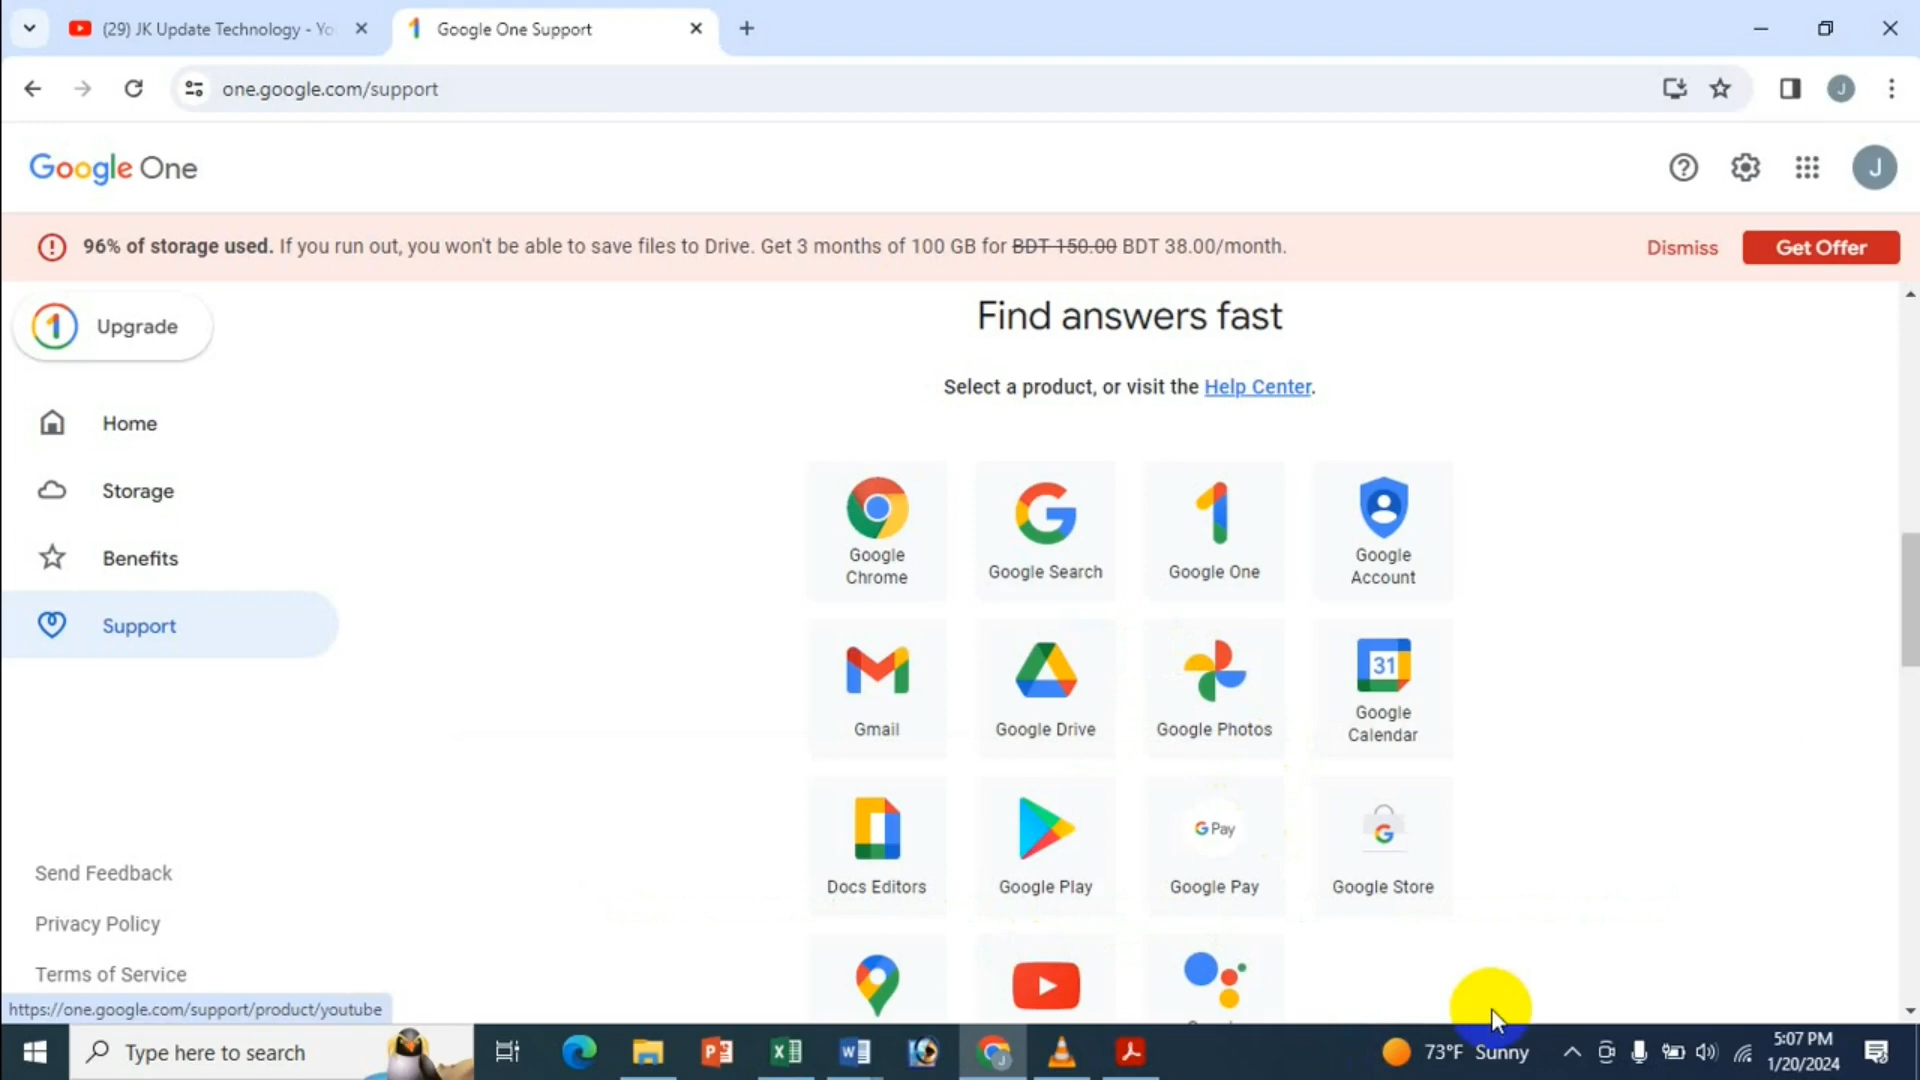 (29) JK Update Technology - Yo
Google One Support
one.google.com/support
J
Google One
J
96% of storage used. If you run out, you won't be able to save files to Drive. Get 3 months of 100 GB for BDT 150.00 BDT 38.00/month.
Dismiss
Get Offer
Upgrade
Find answers fast
Select a product, or visit the Help Center.
Home
Storage
Benefits
Support
Google Chrome
Google Search
Google One
Google Account
Gmail
Google Drive
Google Photos
31
Google Calendar
Docs Editors
Google Play
G Pay
Google Pay
Google Store
Send Feedback
Privacy Policy
Terms of Service
https://one.google.com/support/product/youtube
Type here to search
73°F Sunny
5:07 PM
1/20/2024